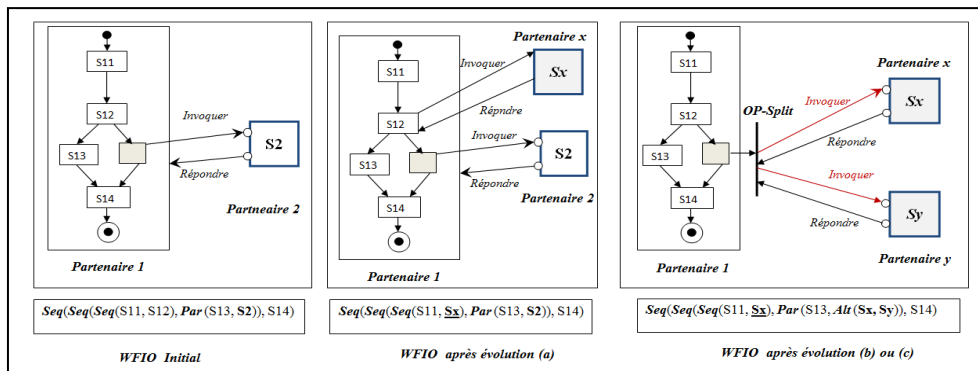 S11
S12
Invoquer
S13
S2
Répondre
S14
Partneaire 2
Partenaire 1
Seq(Seq(Seq(S11, S12), Par (S13, S2)), S14)
WFIO Initial
Partenaire x
S11
Invoquer
Sx
Répndre
S12
Invoquer
S13
S2
Répondre
S14
Partenaire 2
Partenaire 1
Seq(Seq(Seq(S11, Sx), Par(S13, S2)), S14)
WFIO après évolution (a)
Partenaire x
S11
Invoquer
Sx
OP-Split
S12
Répondre
S13
Invoquer
S14
Sy
Répondre
Partenaire 1
Partenaire y
Seq(Seq(Seq(S11, Sx), Par(S13, Alt (Sx, Sy)), S14)
WFIO après évolution (b) ou (c)